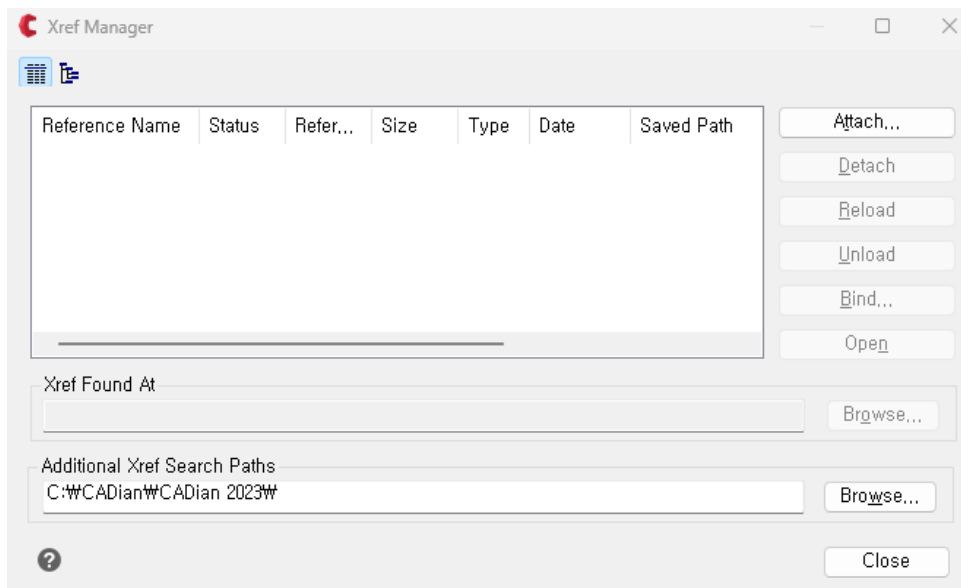 Xref Manager
Reference Name Status Refer... Size Type Date Saved Path
Attach...
Detach
Reload
Unload
Bind...
Open
Xref Found At
Browse...
Additional Xref Search Paths
C:₩CADian₩CADian 2023₩
Browse...
?
Close